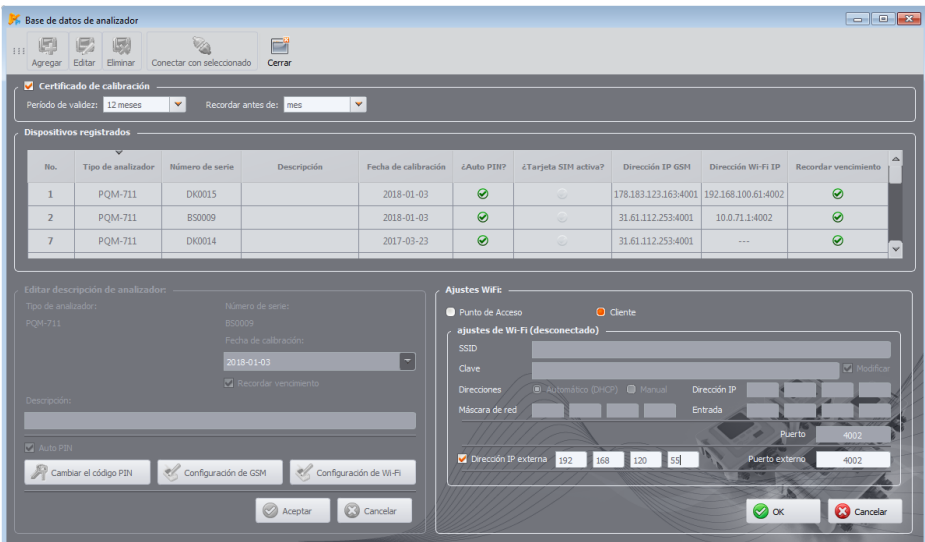 Base de datos de analizador
Agregar Editar Eliminar Conectar con seleccionado Cerrar
Certificado de calibración
Período de validez: 12 meses Recordar antes de: mes
Dispositivos registrados
No. Tipo de analizador Número de serie Descripción Fecha de calibración ¿Auto PIN? ¿Tarjeta SIM activa? Dirección IP GSM Dirección Wi-Fi IP Recordar vencimiento
1 PQM-711 DK0015 2018-01-03 178.183.123.163:4001 192.168.100.61:4002
2 PQM-711 BS0009 2018-01-03 31.61.112.253:4001 10.0.71.1:4002
7 PQM-711 DK0014 2017-03-23 31.61.112.253:4001 ---
Editar descripción de analizador:
Tipo de analizador: Número de serie:
PQM-711 BS0009
Fecha de calibración:
2018-01-03
Recordar vencimiento
Descripción:
Auto PIN
Cambiar el código PIN Configuración de GSM Configuración de Wi-Fi
Aceptar Cancelar
Ajustes WiFi:
Punto de Acceso Cliente
ajustes de Wi-Fi (desconectado)
SSID
Clave Modificar
Direcciones Automático (DHCP) Manual Dirección IP
Máscara de red Entrada
Puerto 4002
Dirección IP externa 192 168 120 55 Puerto externo 4002
OK Cancelar